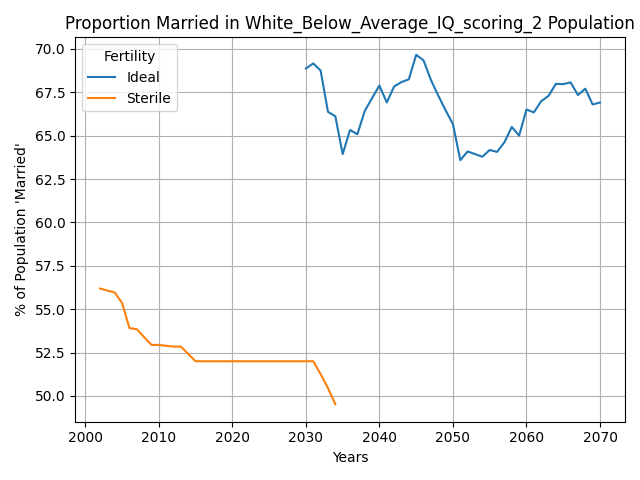 Proportion Married in White_Below_Average_IQ_scoring_2 Population
Fertility
Ideal
Sterile
% of Population 'Married'
70.0
67.5
65.0
62.5
60.0
57.5
55.0
52.5
50.0
2000
2010
2020
2030
2040
2050
2060
2070
Years